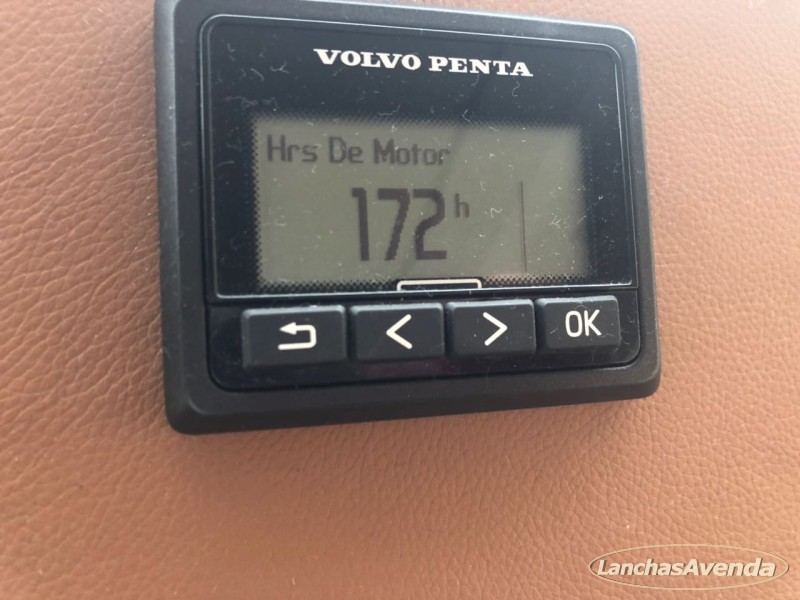 VOLVO PENTA
Hrs De Motor
172 h
OK
LanchasAvenda